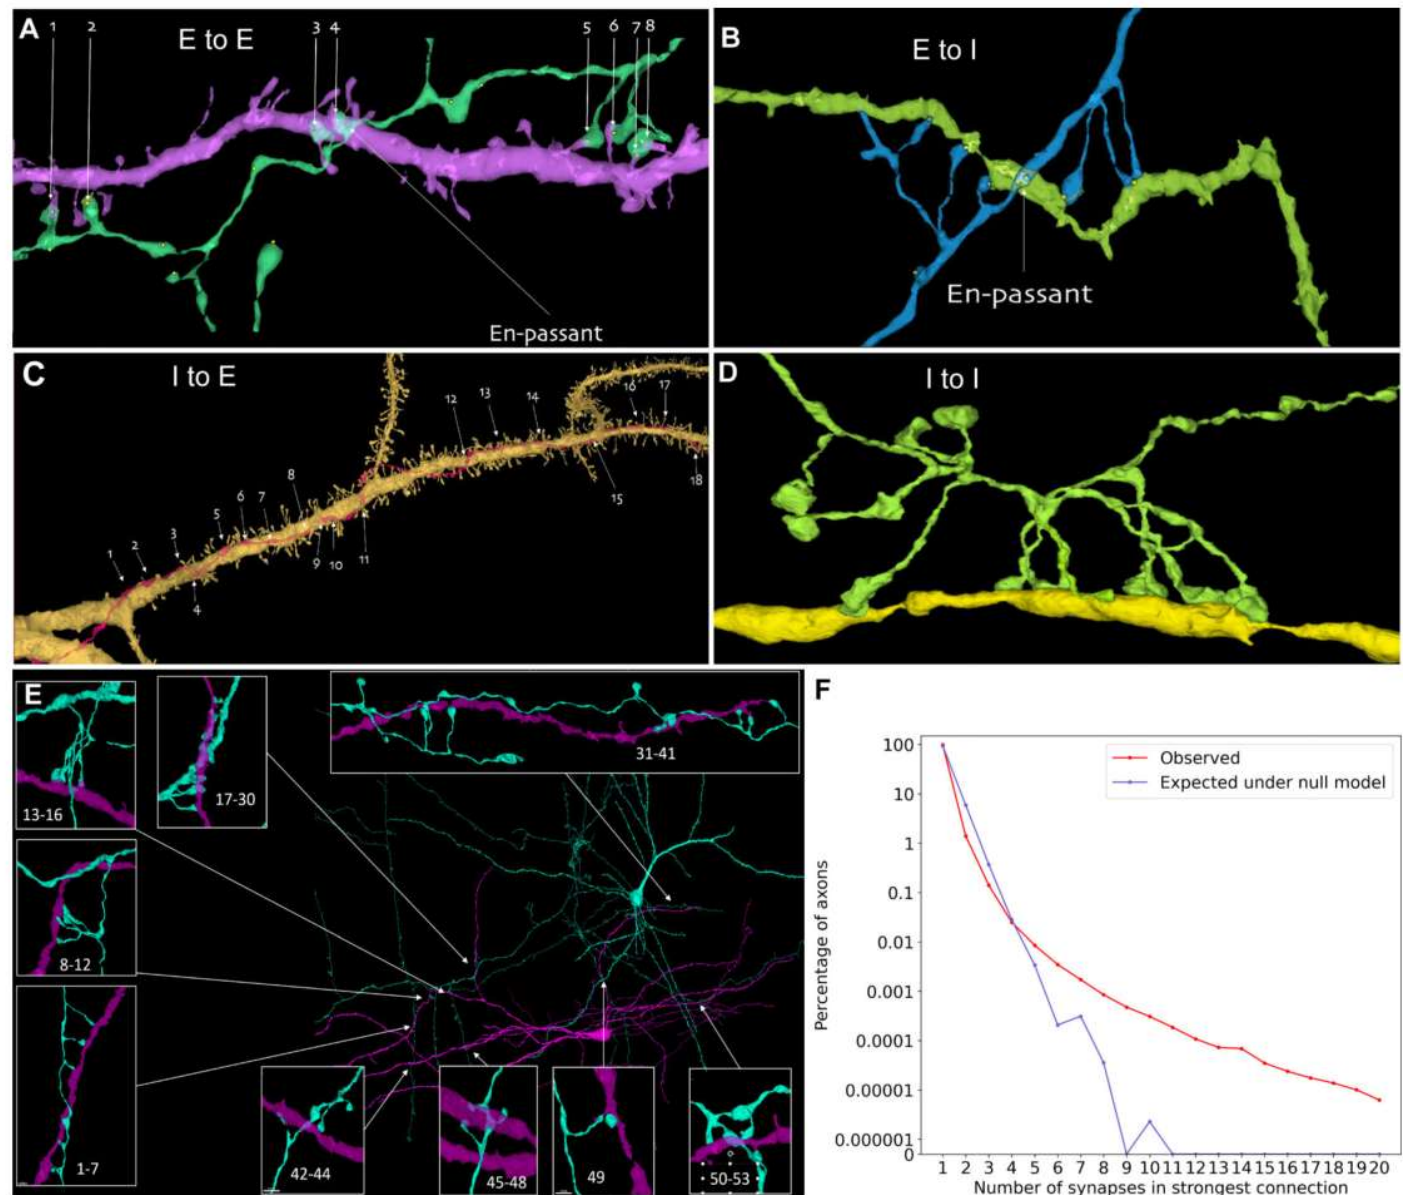 A
E to E
1
2
3
4
5
6
7
8
En-passant
B
E to I
En-passant
C
I to E
1
2
3
4
5
6
7
8
9
10
11
12
13
14
15
16
17
18
D
I to I
E
13-16
17-30
31-41
8-12
1-7
42-44
45-48
49
50-53
F
Observed
Expected under null model
Percentage of axons
100
10
1
0.1
0.01
0.001
0.0001
0.00001
0.000001
0
1 2 3 4 5 6 7 8 9 10 11 12 13 14 15 16 17 18 19 20
Number of synapses in strongest connection